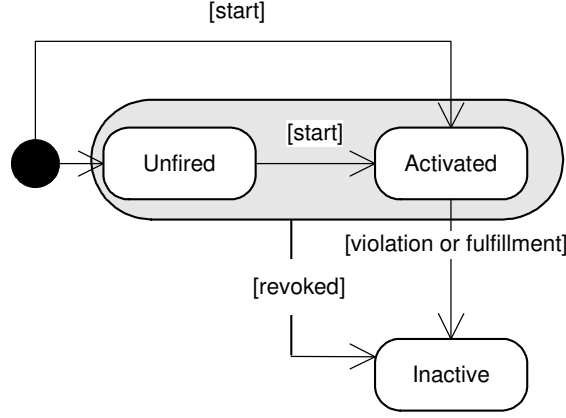 [start]
[start]
Unfired
Activated
[violation or fulfillment]
[revoked]
Inactive